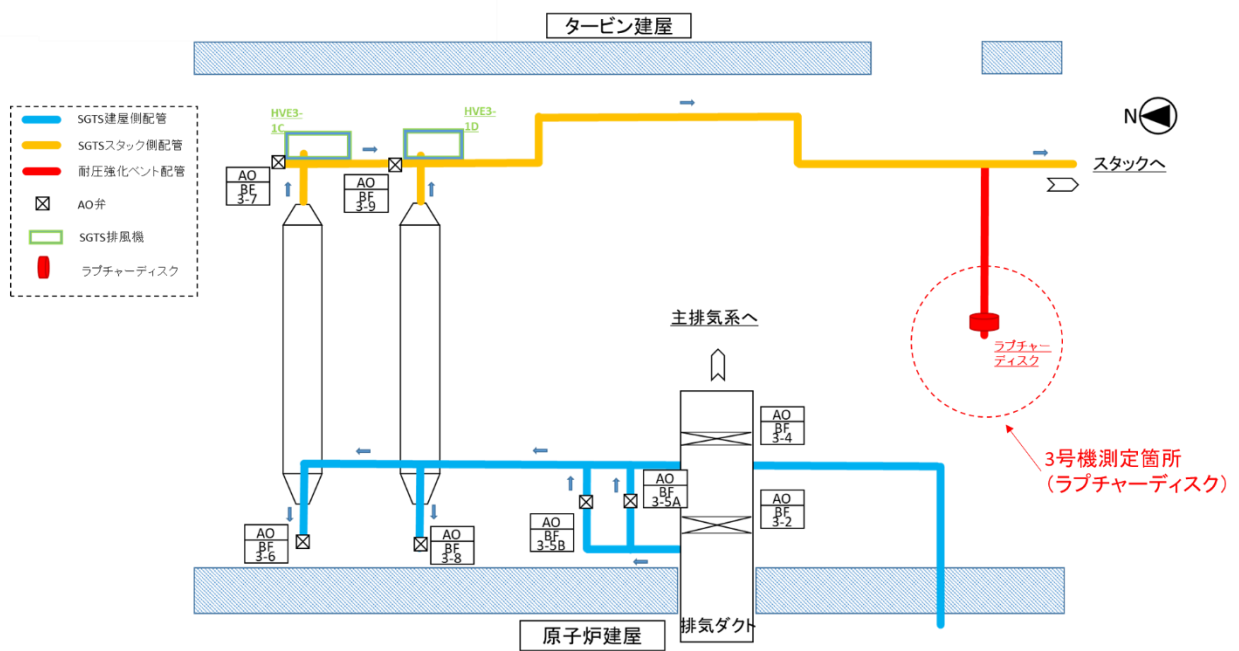 タービン建屋
SGTS建屋側配管
SGTSスタック側配管
耐圧強化ベント配管
AO弁
SGTS排風機
ラプチャーディスク
HVE3-
1C
HVE3-
1D
N
AO
BF
3-7
AO
BF
3-9
スタックへ
主排気系へ
ラプチャー
ディスク
AO
BF
3-4
3号機測定箇所
(ラプチャーディスク)
AO
BF
3-5A
AO
BF
3-2
AO
BF
3-6
AO
BF
3-8
AO
BF
3-5B
原子炉建屋
排気ダクト